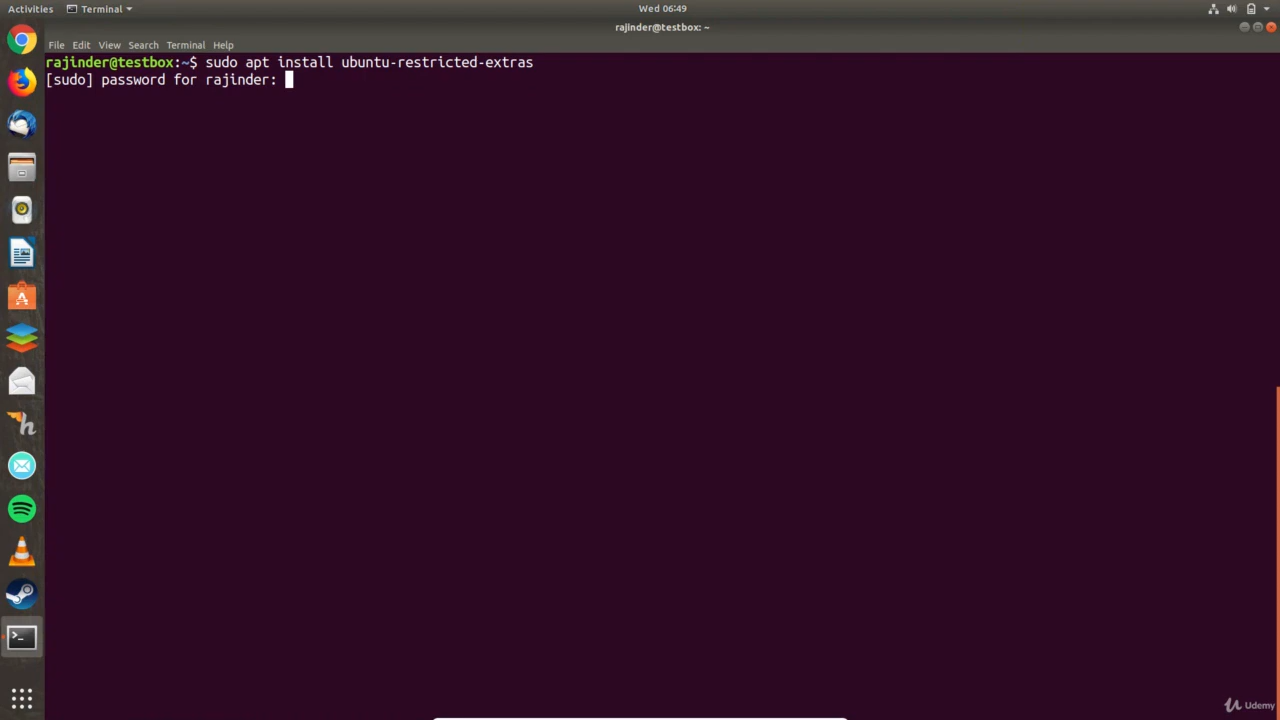 Activities Terminal Wed 06:49
rajinder@testbox: ~
File Edit View Search Terminal Help
rajinder@testbox:~$ sudo apt install ubuntu-restricted-extras
[sudo] password for rajinder:
Udemy